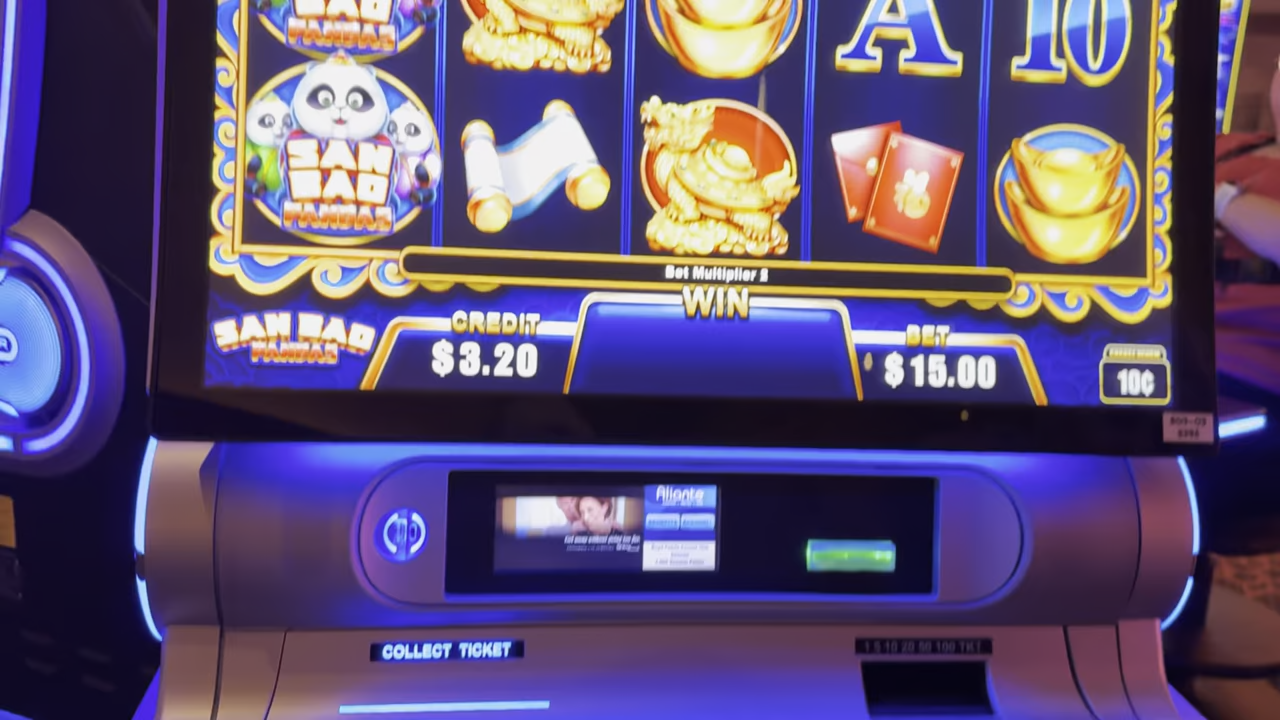 SAN
BAO
PANDAS
A
10
SAN
BAO
PANDAS
Bet Multiplier 2
WIN
SAN BAO
PANDAS
CREDIT
$3.20
BET
$15.00
10¢
Aliante
COLLECT TICKET
1 5 10 20 50 100 TKT